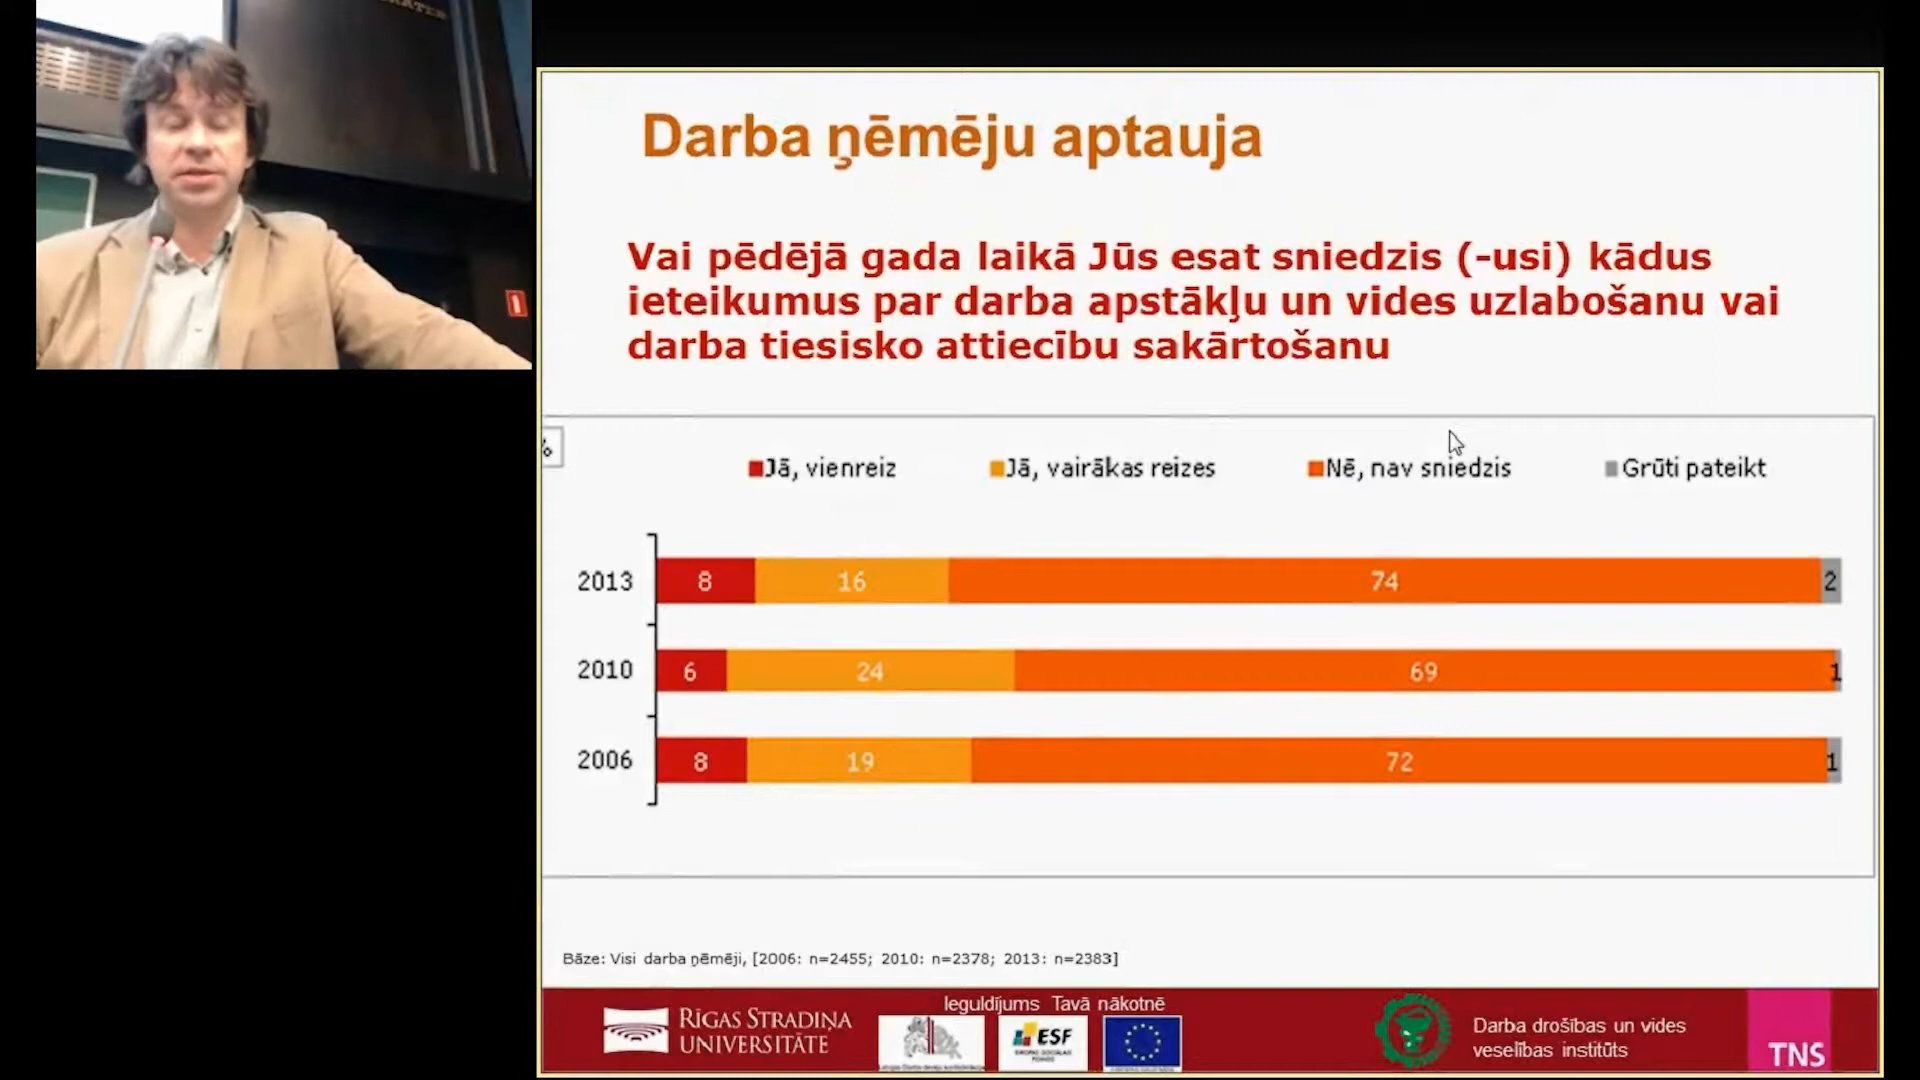 Darba ņēmēju aptauja
Vai pēdējā gada laikā Jūs esat sniedzis (-usi) kādus
ieteikumus par darba apstākļu un vides uzlabošanu vai
darba tiesisko attiecību sakārtošanu
%
Jā, vienreiz Jā, vairākas reizes Nē, nav sniedzis Grūti pateikt
2013 8 16 74 2
2010 6 24 69 1
2006 8 19 72 1
Bāze: Visi darba ņēmēji, [2006: n=2455; 2010: n=2378; 2013: n=2383]
Ieguldījums Tavā nākotnē
RĪGAS STRADIŅA
UNIVERSITĀTE
ESF
Darba drošības un vides
veselības institūts
TNS